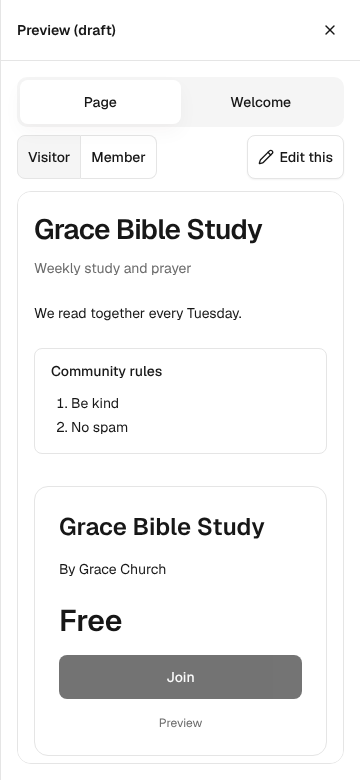 Preview (draft)
Page
Welcome
Visitor
Member
Edit this
Grace Bible Study
Weekly study and prayer
We read together every Tuesday.
Community rules
1. Be kind
2. No spam
Grace Bible Study
By Grace Church
Free
Join
Preview